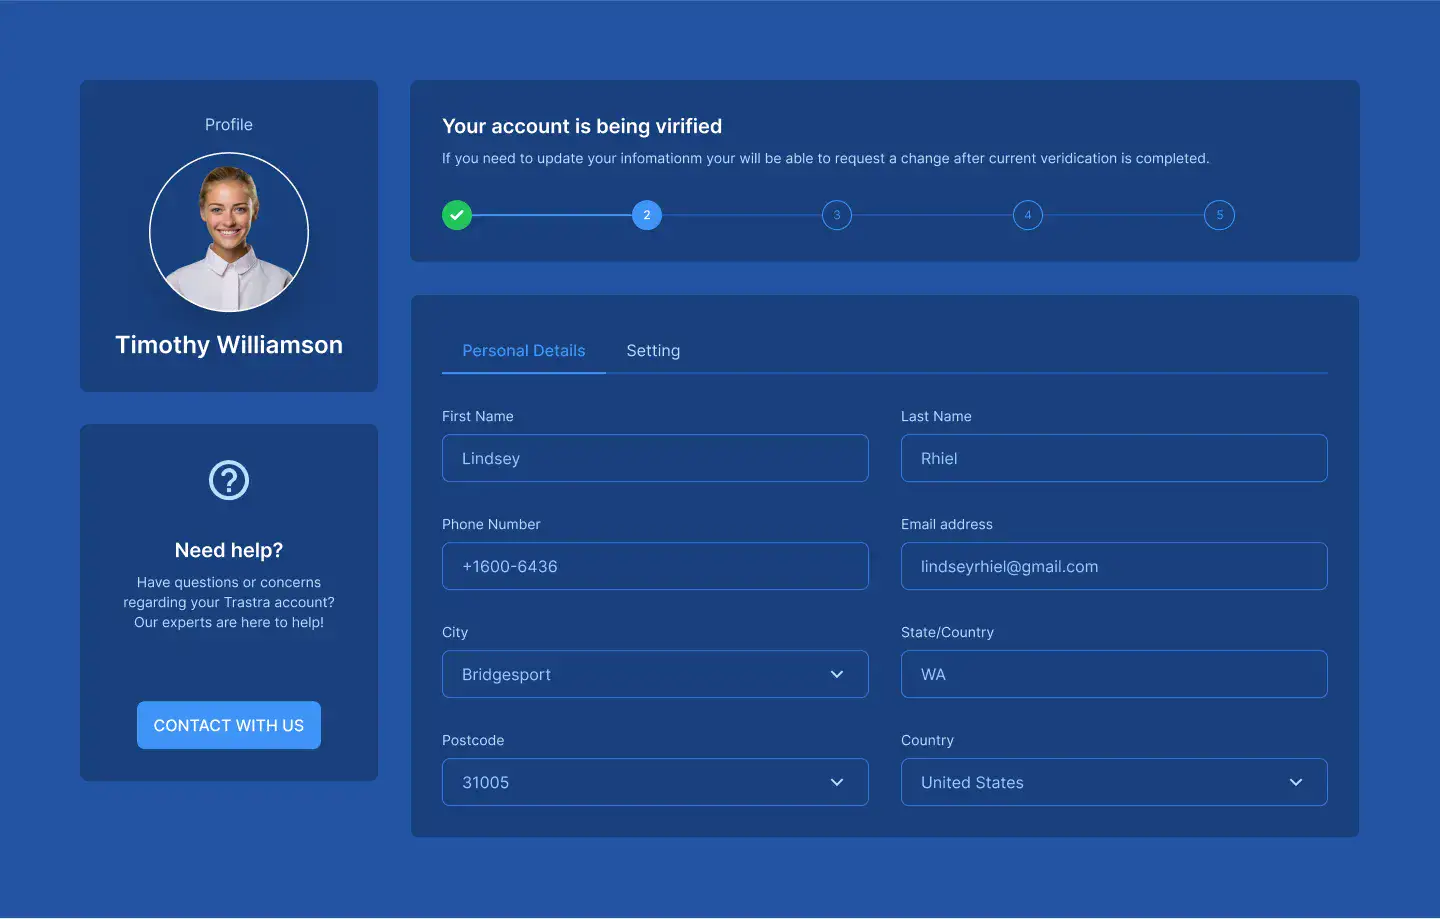 Profile
Timothy Williamson
Need help?
Have questions or concerns
regarding your Trastra account?
Our experts are here to help!
CONTACT WITH US
Your account is being virified
If you need to update your infomationm your will be able to request a change after current veridication is completed.
2 3 4 5
Personal Details Setting
First Name Last Name
Lindsey Rhiel
Phone Number Email address
+1600-6436 lindseyrhiel@gmail.com
City State/Country
Bridgesport WA
Postcode Country
31005 United States